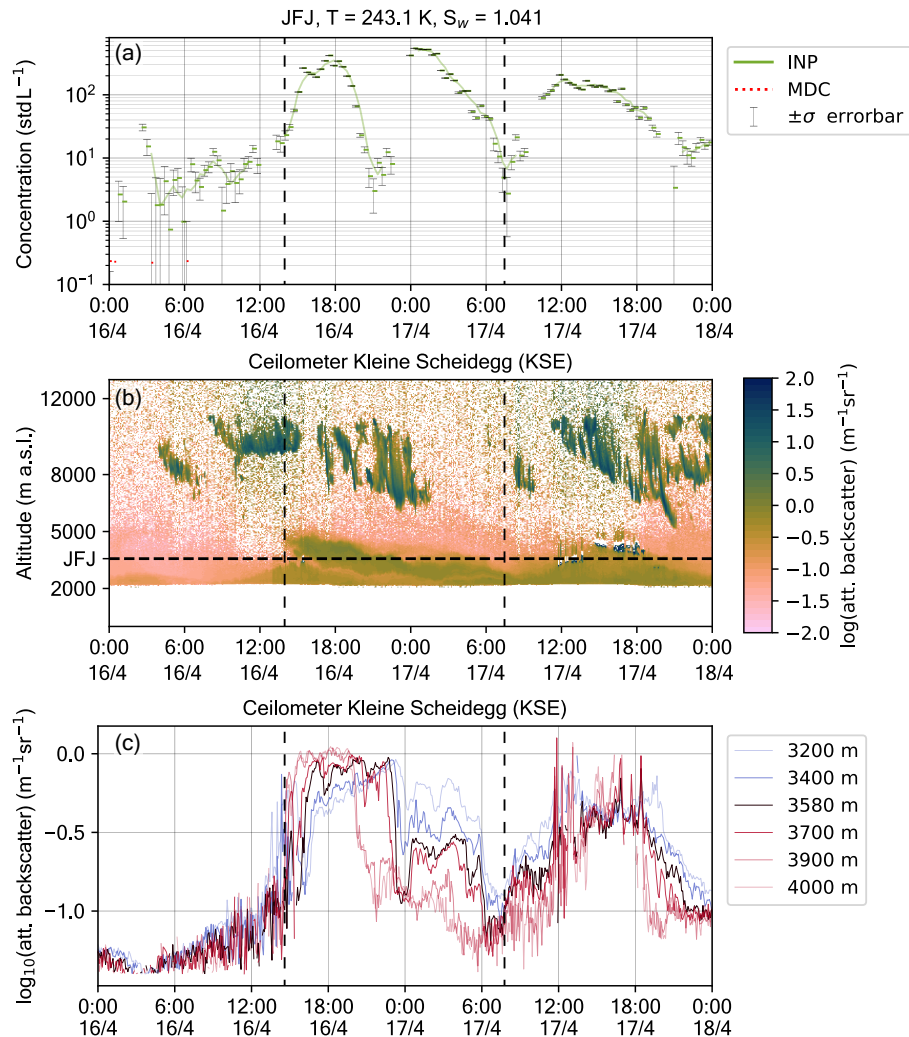 JFJ, T = 243.1 K, S_w = 1.041
(a)
Concentration (std L⁻¹)
10²
10¹
10⁰
10⁻¹
0:00 6:00 12:00 18:00 0:00 6:00 12:00 18:00 0:00
16/4 16/4 16/4 16/4 17/4 17/4 17/4 17/4 18/4
INP
MDC
±σ errorbar
Ceilometer Kleine Scheidegg (KSE)
(b)
Altitude (m a.s.l.)
12000
8000
5000
JFJ
2000
0:00 6:00 12:00 18:00 0:00 6:00 12:00 18:00 0:00
16/4 16/4 16/4 16/4 17/4 17/4 17/4 17/4 18/4
2.0
1.5
1.0
0.5
0.0
−0.5
−1.0
−1.5
−2.0
log(att. backscatter) (m⁻¹sr⁻¹)
Ceilometer Kleine Scheidegg (KSE)
(c)
log₁₀(att. backscatter) (m⁻¹sr⁻¹)
0.0
−0.5
−1.0
0:00 6:00 12:00 18:00 0:00 6:00 12:00 18:00 0:00
16/4 16/4 16/4 16/4 17/4 17/4 17/4 17/4 18/4
3200 m
3400 m
3580 m
3700 m
3900 m
4000 m